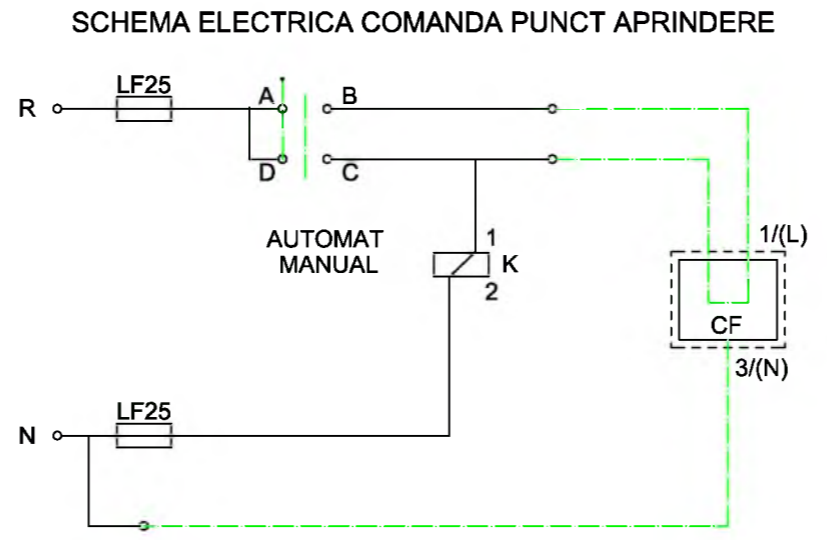 SCHEMA ELECTRICA COMANDA PUNCT APRINDERE
LF25
R
A
B
D
C
AUTOMAT
MANUAL
1
K
2
1/(L)
CF
3/(N)
LF25
N